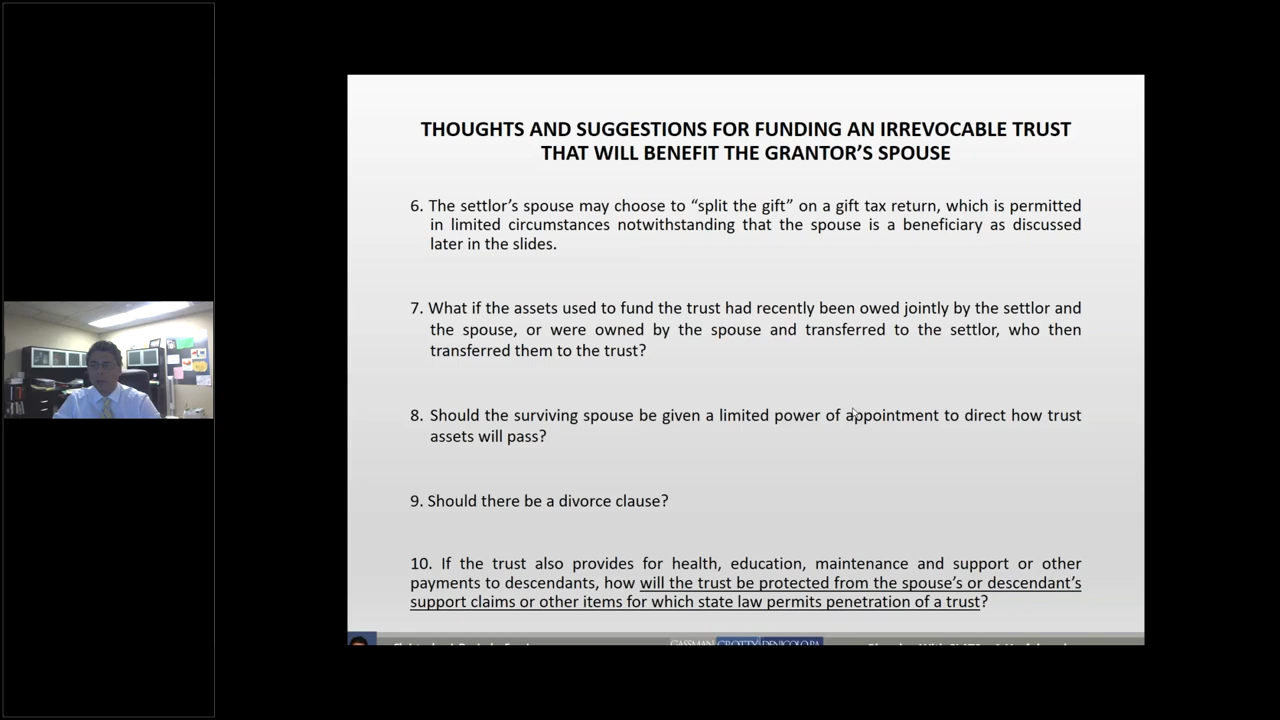 THOUGHTS AND SUGGESTIONS FOR FUNDING AN IRREVOCABLE TRUST
THAT WILL BENEFIT THE GRANTOR'S SPOUSE
6. The settlor's spouse may choose to “split the gift” on a gift tax return, which is permitted
in limited circumstances notwithstanding that the spouse is a beneficiary as discussed
later in the slides.
7. What if the assets used to fund the trust had recently been owed jointly by the settlor and
the spouse, or were owned by the spouse and transferred to the settlor, who then
transferred them to the trust?
8. Should the surviving spouse be given a limited power of appointment to direct how trust
assets will pass?
9. Should there be a divorce clause?
10. If the trust also provides for health, education, maintenance and support or other
payments to descendants, how will the trust be protected from the spouse's or descendant's
support claims or other items for which state law permits penetration of a trust?
GASSMAN CROTTY DENICOLO PA